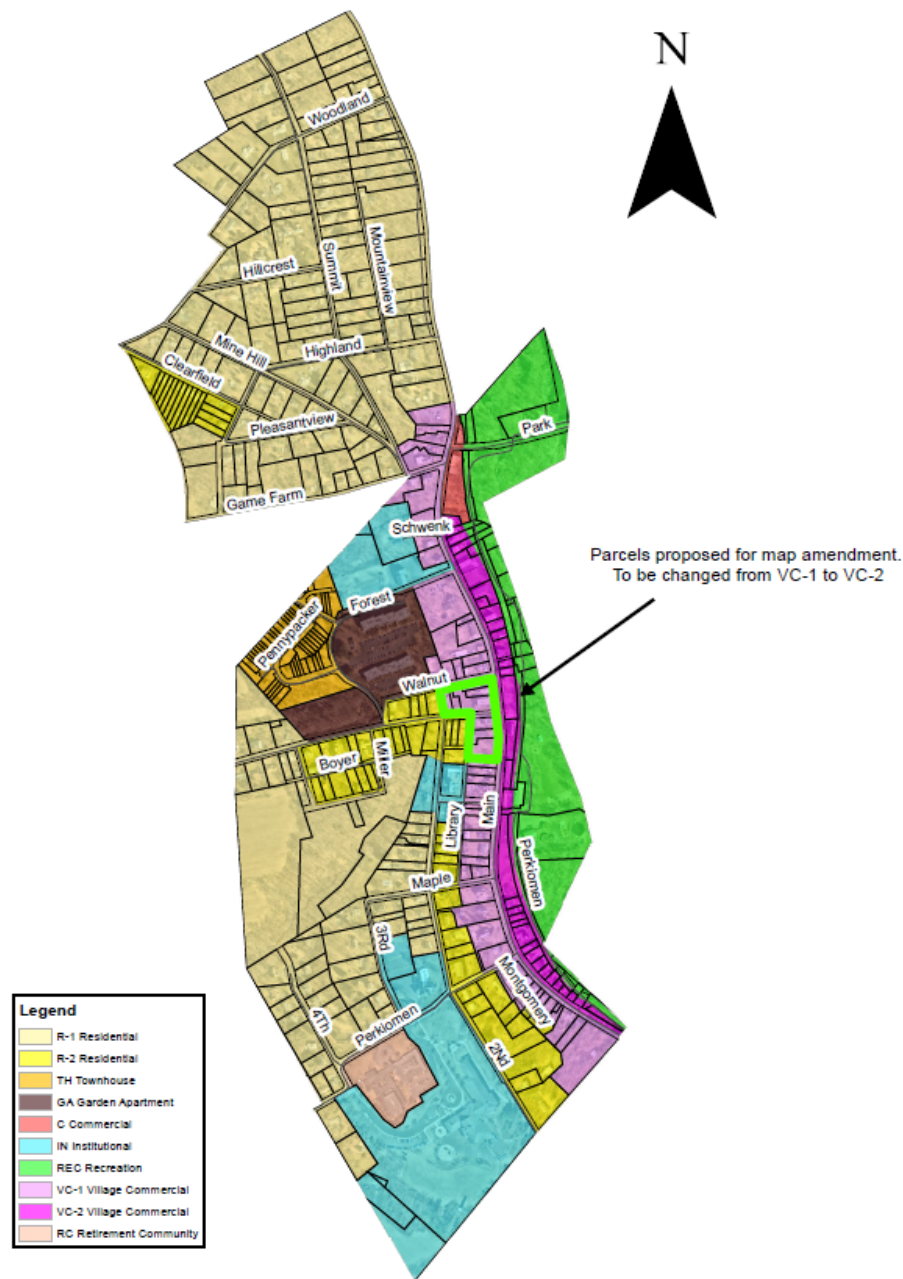 N
Woodland
Hillcrest
Summit
Mountainview
Mine Hill
Highland
Clearfield
Pleasantview
Park
Game Farm
Schwenk
Parcels proposed for map amendment.
To be changed from VC-1 to VC-2
Forest
Pennypacker
Walnut
Boyer
Miller
Library
Main
Perkiomen
Maple
3Rd
Montgomery
4Th
Perkiomen
2Nd
Legend
R-1 Residential
R-2 Residential
TH Townhouse
GA Garden Apartment
C Commercial
IN Institutional
REC Recreation
VC-1 Village Commercial
VC-2 Village Commercial
RC Retirement Community